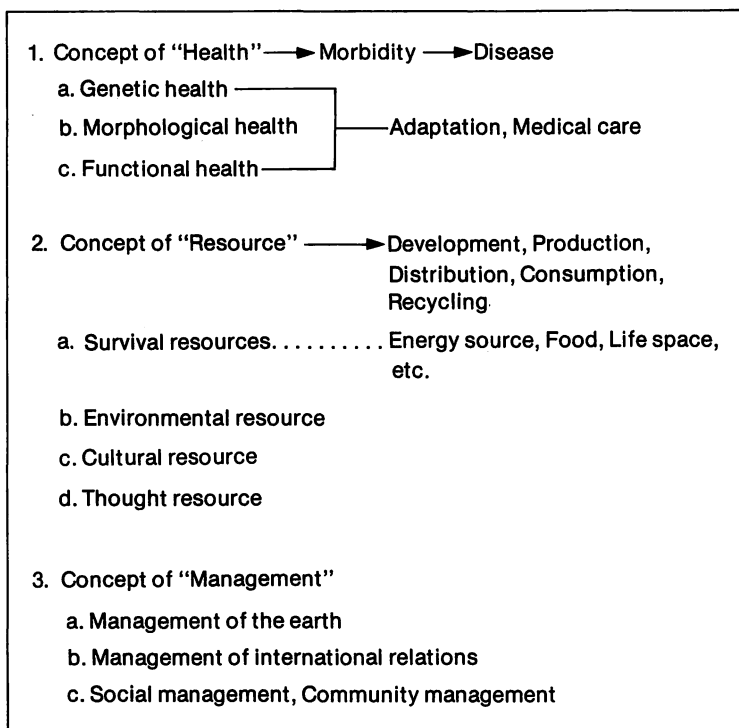 1. Concept of “Health” → Morbidity → Disease
a. Genetic health
b. Morphological health
Adaptation, Medical care
c. Functional health
2. Concept of “Resource” → Development, Production,
Distribution, Consumption,
Recycling.
a. Survival resources. . . . . . . . . . Energy source, Food, Life space,
etc.
b. Environmental resource
c. Cultural resource
d. Thought resource
3. Concept of “Management”
a. Management of the earth
b. Management of international relations
c. Social management, Community management